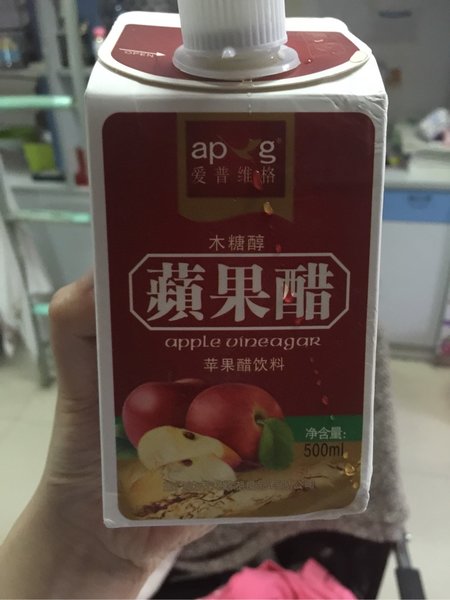 OPEN
ap g
爱普维格
木糖醇
蘋果醋
apple vineagar
苹果醋饮料
净含量:
500ml